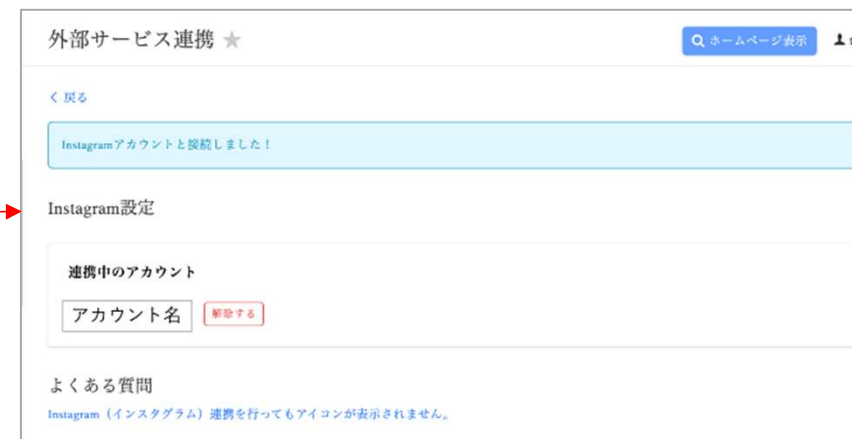 外部サービス連携 ★
ホームページ表示
く 戻る
Instagramアカウントと接続しました！
Instagram設定
連携中のアカウント
アカウント名 解除する
よくある質問
Instagram（インスタグラム）連携を行ってもアイコンが表示されません。